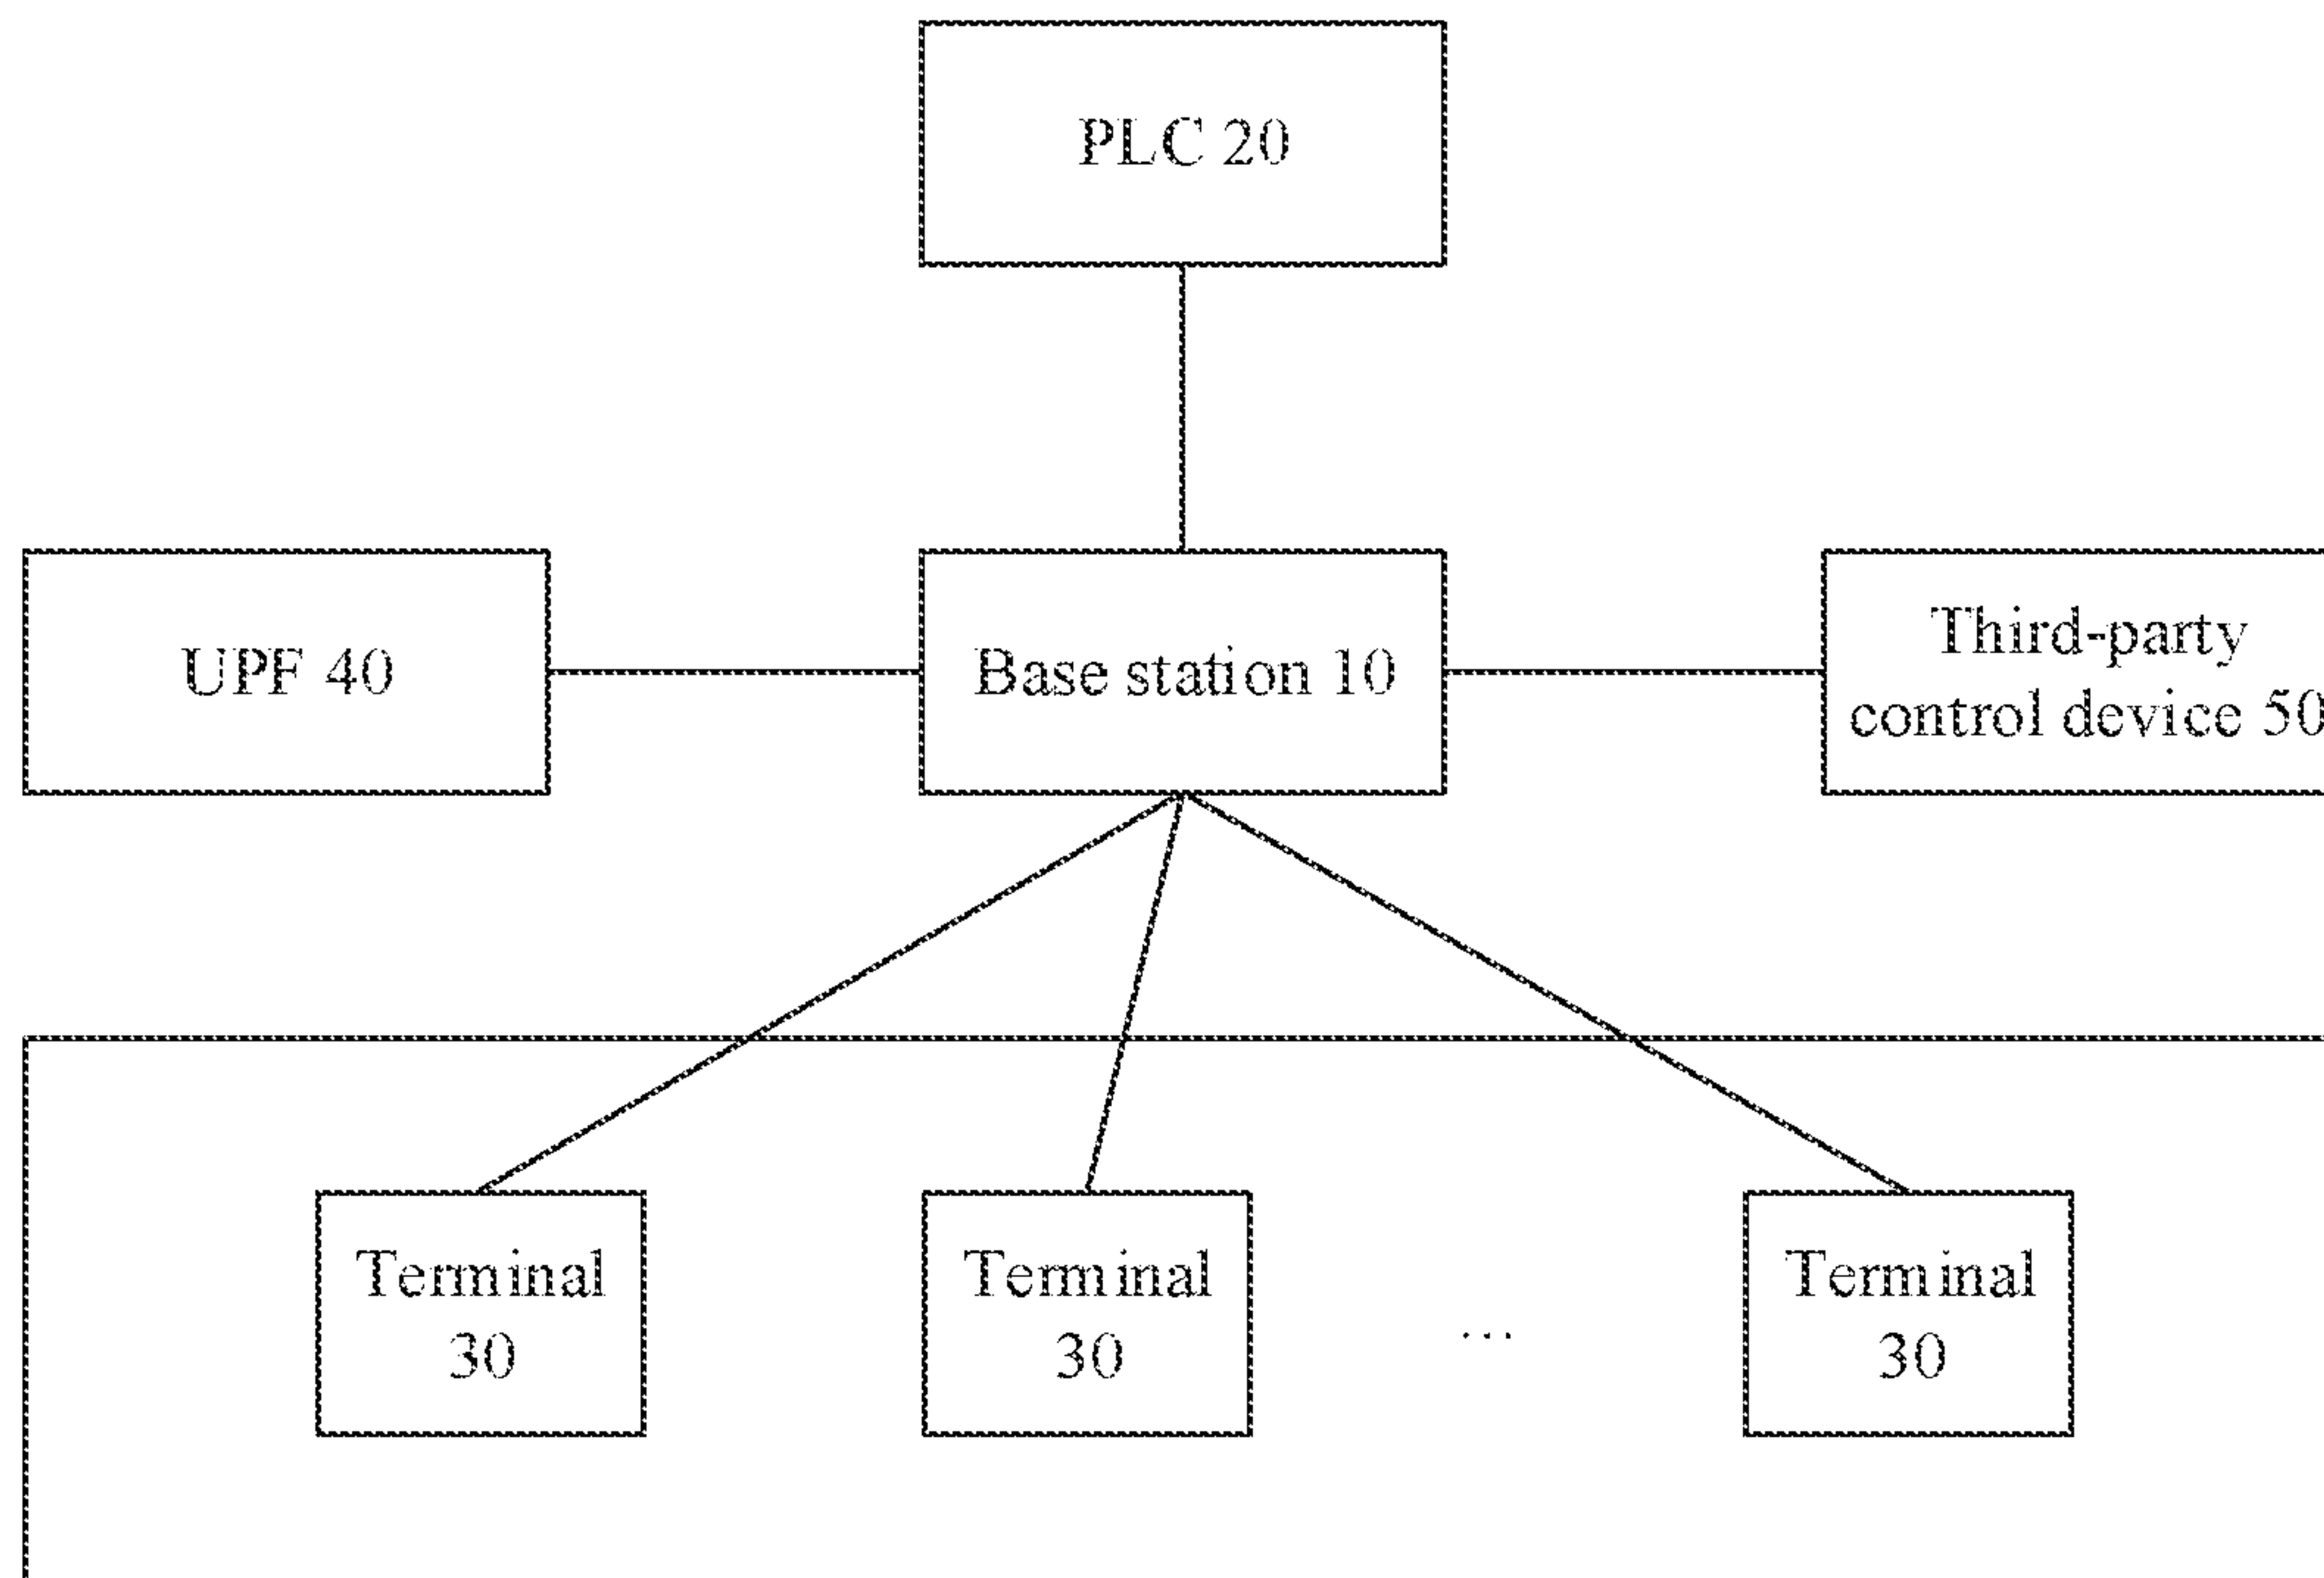 PLC 20
UPF 40
Base station 10
Third-party
control device 50
Terminal
30
Terminal
30
...
Terminal
30